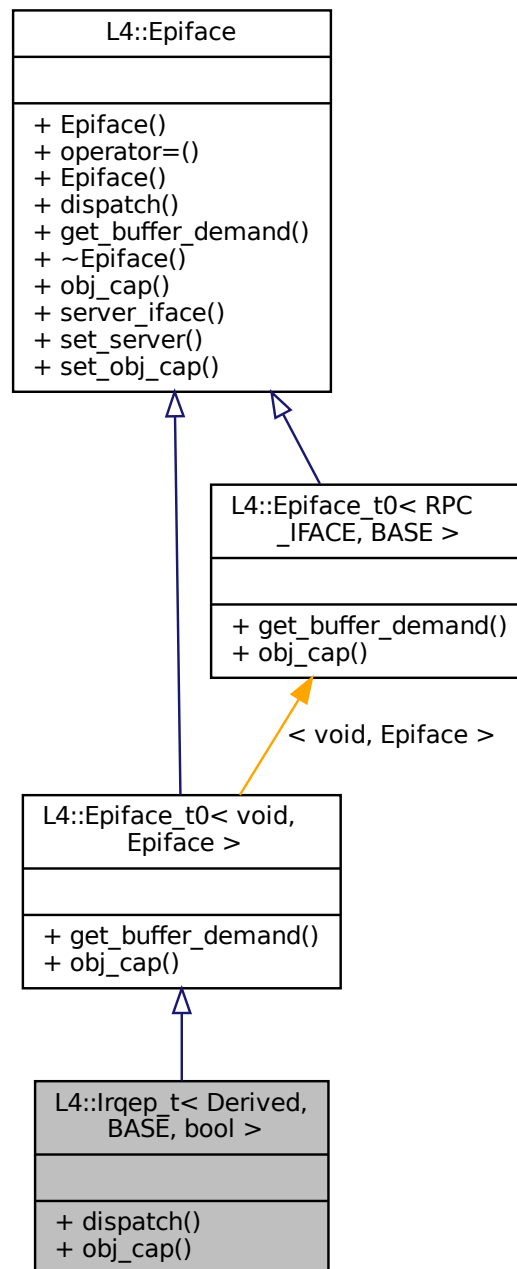 L4::Epiface
+ Epiface()
+ operator=()
+ Epiface()
+ dispatch()
+ get_buffer_demand()
+ ~Epiface()
+ obj_cap()
+ server_iface()
+ set_server()
+ set_obj_cap()
L4::Epiface_t0< RPC
_IFACE, BASE >
+ get_buffer_demand()
+ obj_cap()
< void, Epiface >
L4::Epiface_t0< void,
Epiface >
+ get_buffer_demand()
+ obj_cap()
L4::Irqep_t< Derived,
BASE, bool >
+ dispatch()
+ obj_cap()